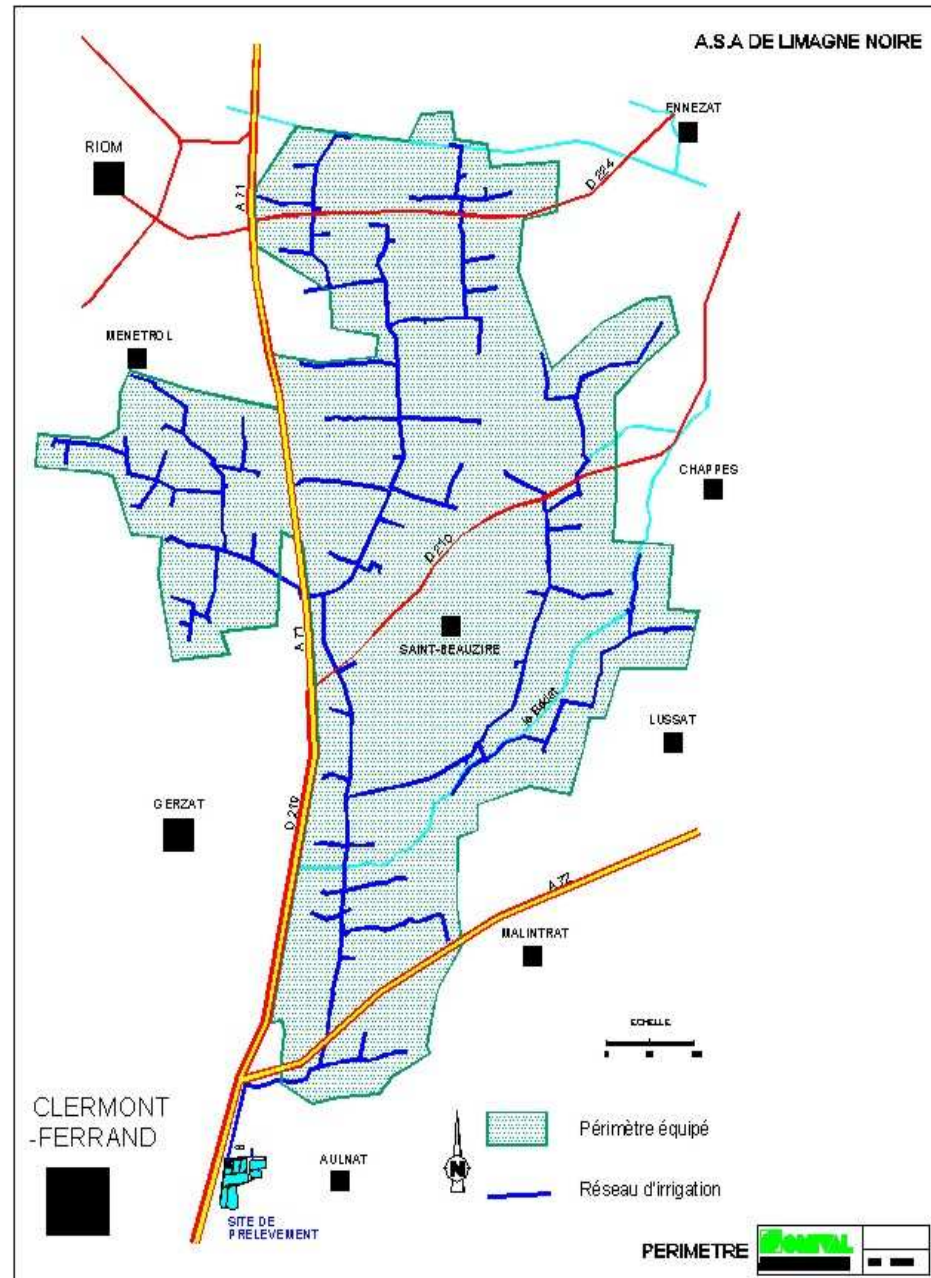 A.S.A DE LIMAGNE NOIRE
ENNEZAT
RIOM
A 71
D 224
MENETROL
CHAPPES
D 210
SAINT-BEAUZIRE
A 71
le Bédat
LUSSAT
GERZAT
D 210
A 72
MALINTRAT
ECHELLE
CLERMONT
-FERRAND
AULNAT
N
Périmètre équipé
Réseau d'irrigation
SITE DE
PRELEVEMENT
PERIMETRE